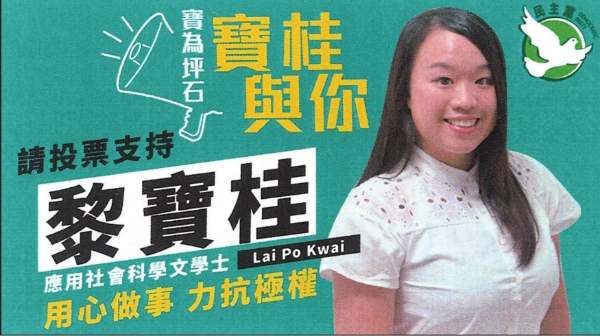 寶為坪石
寶桂
與你
民主黨
DEMOCRATIC PARTY
請投票支持
黎寶桂
應用社會科學文學士
Lai Po Kwai
用心做事 力抗極權